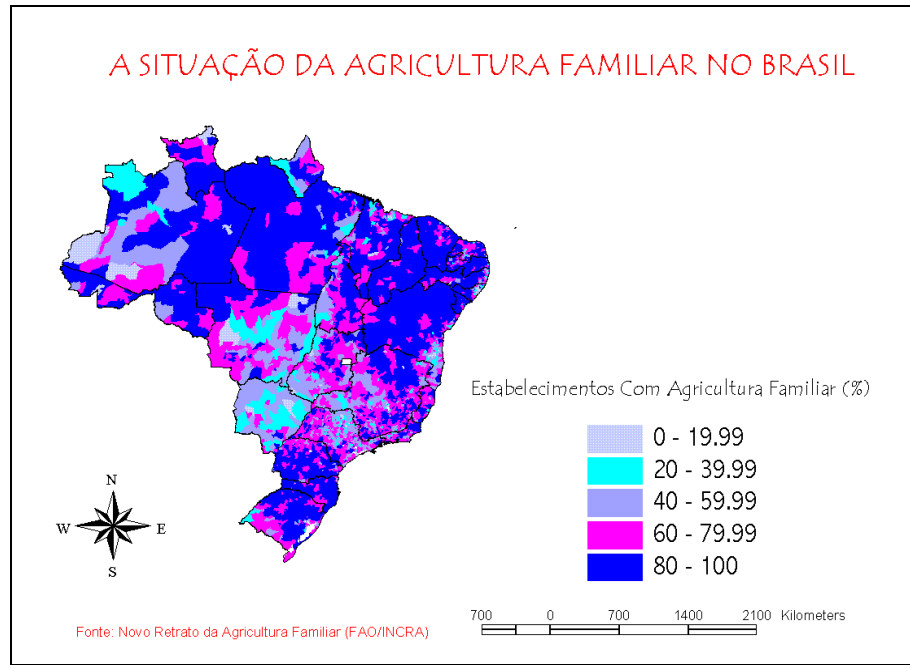 A SITUAÇÃO DA AGRICULTURA FAMILIAR NO BRASIL
Estabelecimentos Com Agricultura Familiar (%)
0 - 19.99
20 - 39.99
40 - 59.99
60 - 79.99
80 - 100
N
W E
S
700 0 700 1400 2100 Kilometers
Fonte: Novo Retrato da Agricultura Familiar (FAO/INCRA)